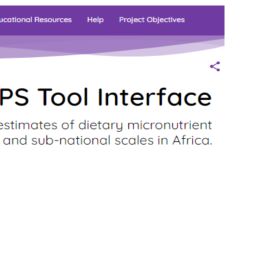 ucational Resources Help Project Objectives
PS Tool Interface
estimates of dietary micronutrient
and sub-national scales in Africa.